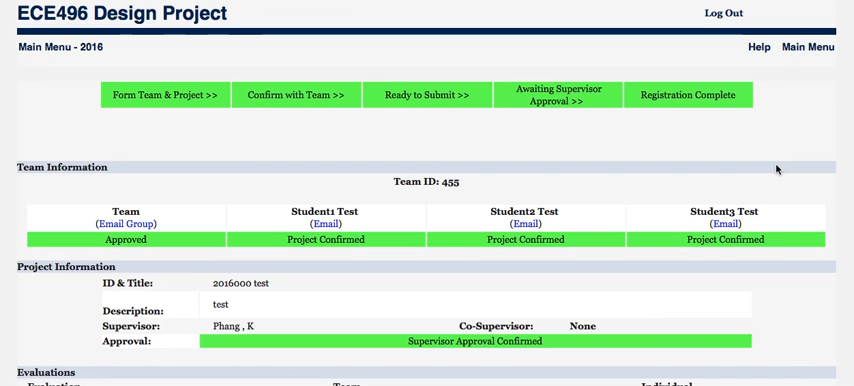 ECE496 Design Project
Log Out
Main Menu - 2016
Help Main Menu
Form Team & Project >> Confirm with Team >> Ready to Submit >> Awaiting Supervisor Approval >> Registration Complete
Team Information
Team ID: 455
Team Student1 Test Student2 Test Student3 Test
(Email Group) (Email) (Email) (Email)
Approved Project Confirmed Project Confirmed Project Confirmed
Project Information
ID & Title: 2016000 test
Description: test
Supervisor: Phang , K Co-Supervisor: None
Approval: Supervisor Approval Confirmed
Evaluations
Evaluation Team Individual